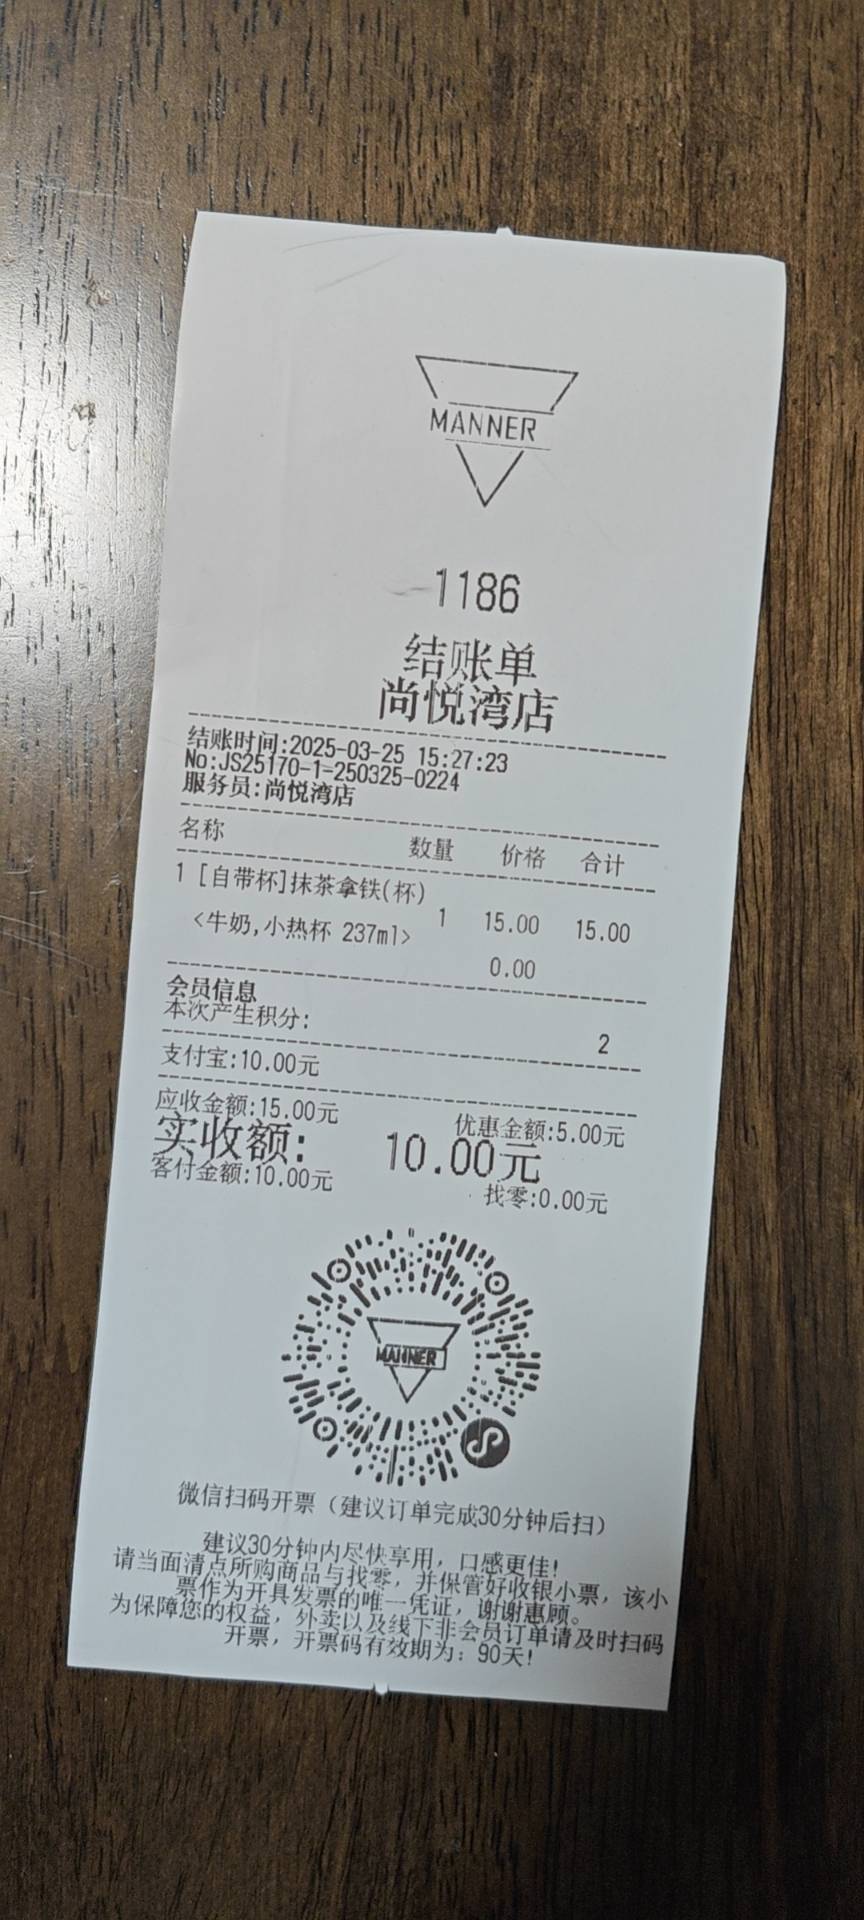 MANNER
1186
结账单
尚悦湾店
结账时间:2025-03-25 15:27:23
No:JS25170-1-250325-0224
服务员:尚悦湾店
名称 数量 价格 合计
1 [自带杯]抹茶拿铁(杯)
<牛奶,小热杯 237ml> 1 15.00 15.00
0.00
会员信息
本次产生积分: 2
支付宝:10.00元
应收金额:15.00元 优惠金额:5.00元
实收额: 10.00元
客付金额:10.00元 找零:0.00元
MANNER
微信扫码开票（建议订单完成30分钟后扫）
建议30分钟内尽快享用，口感更佳!
请当面清点所购商品与找零，并保管好收银小票，该小
票作为开具发票的唯一凭证，谢谢惠顾。
为保障您的权益，外卖以及线下非会员订单请及时扫码
开票，开票码有效期为：90天!